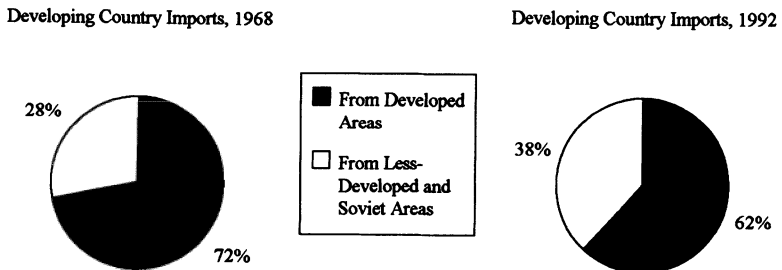 Developing Country Imports, 1968
Developing Country Imports, 1992
28%
72%
From Developed
Areas
From Less-
Developed and
Soviet Areas
38%
62%